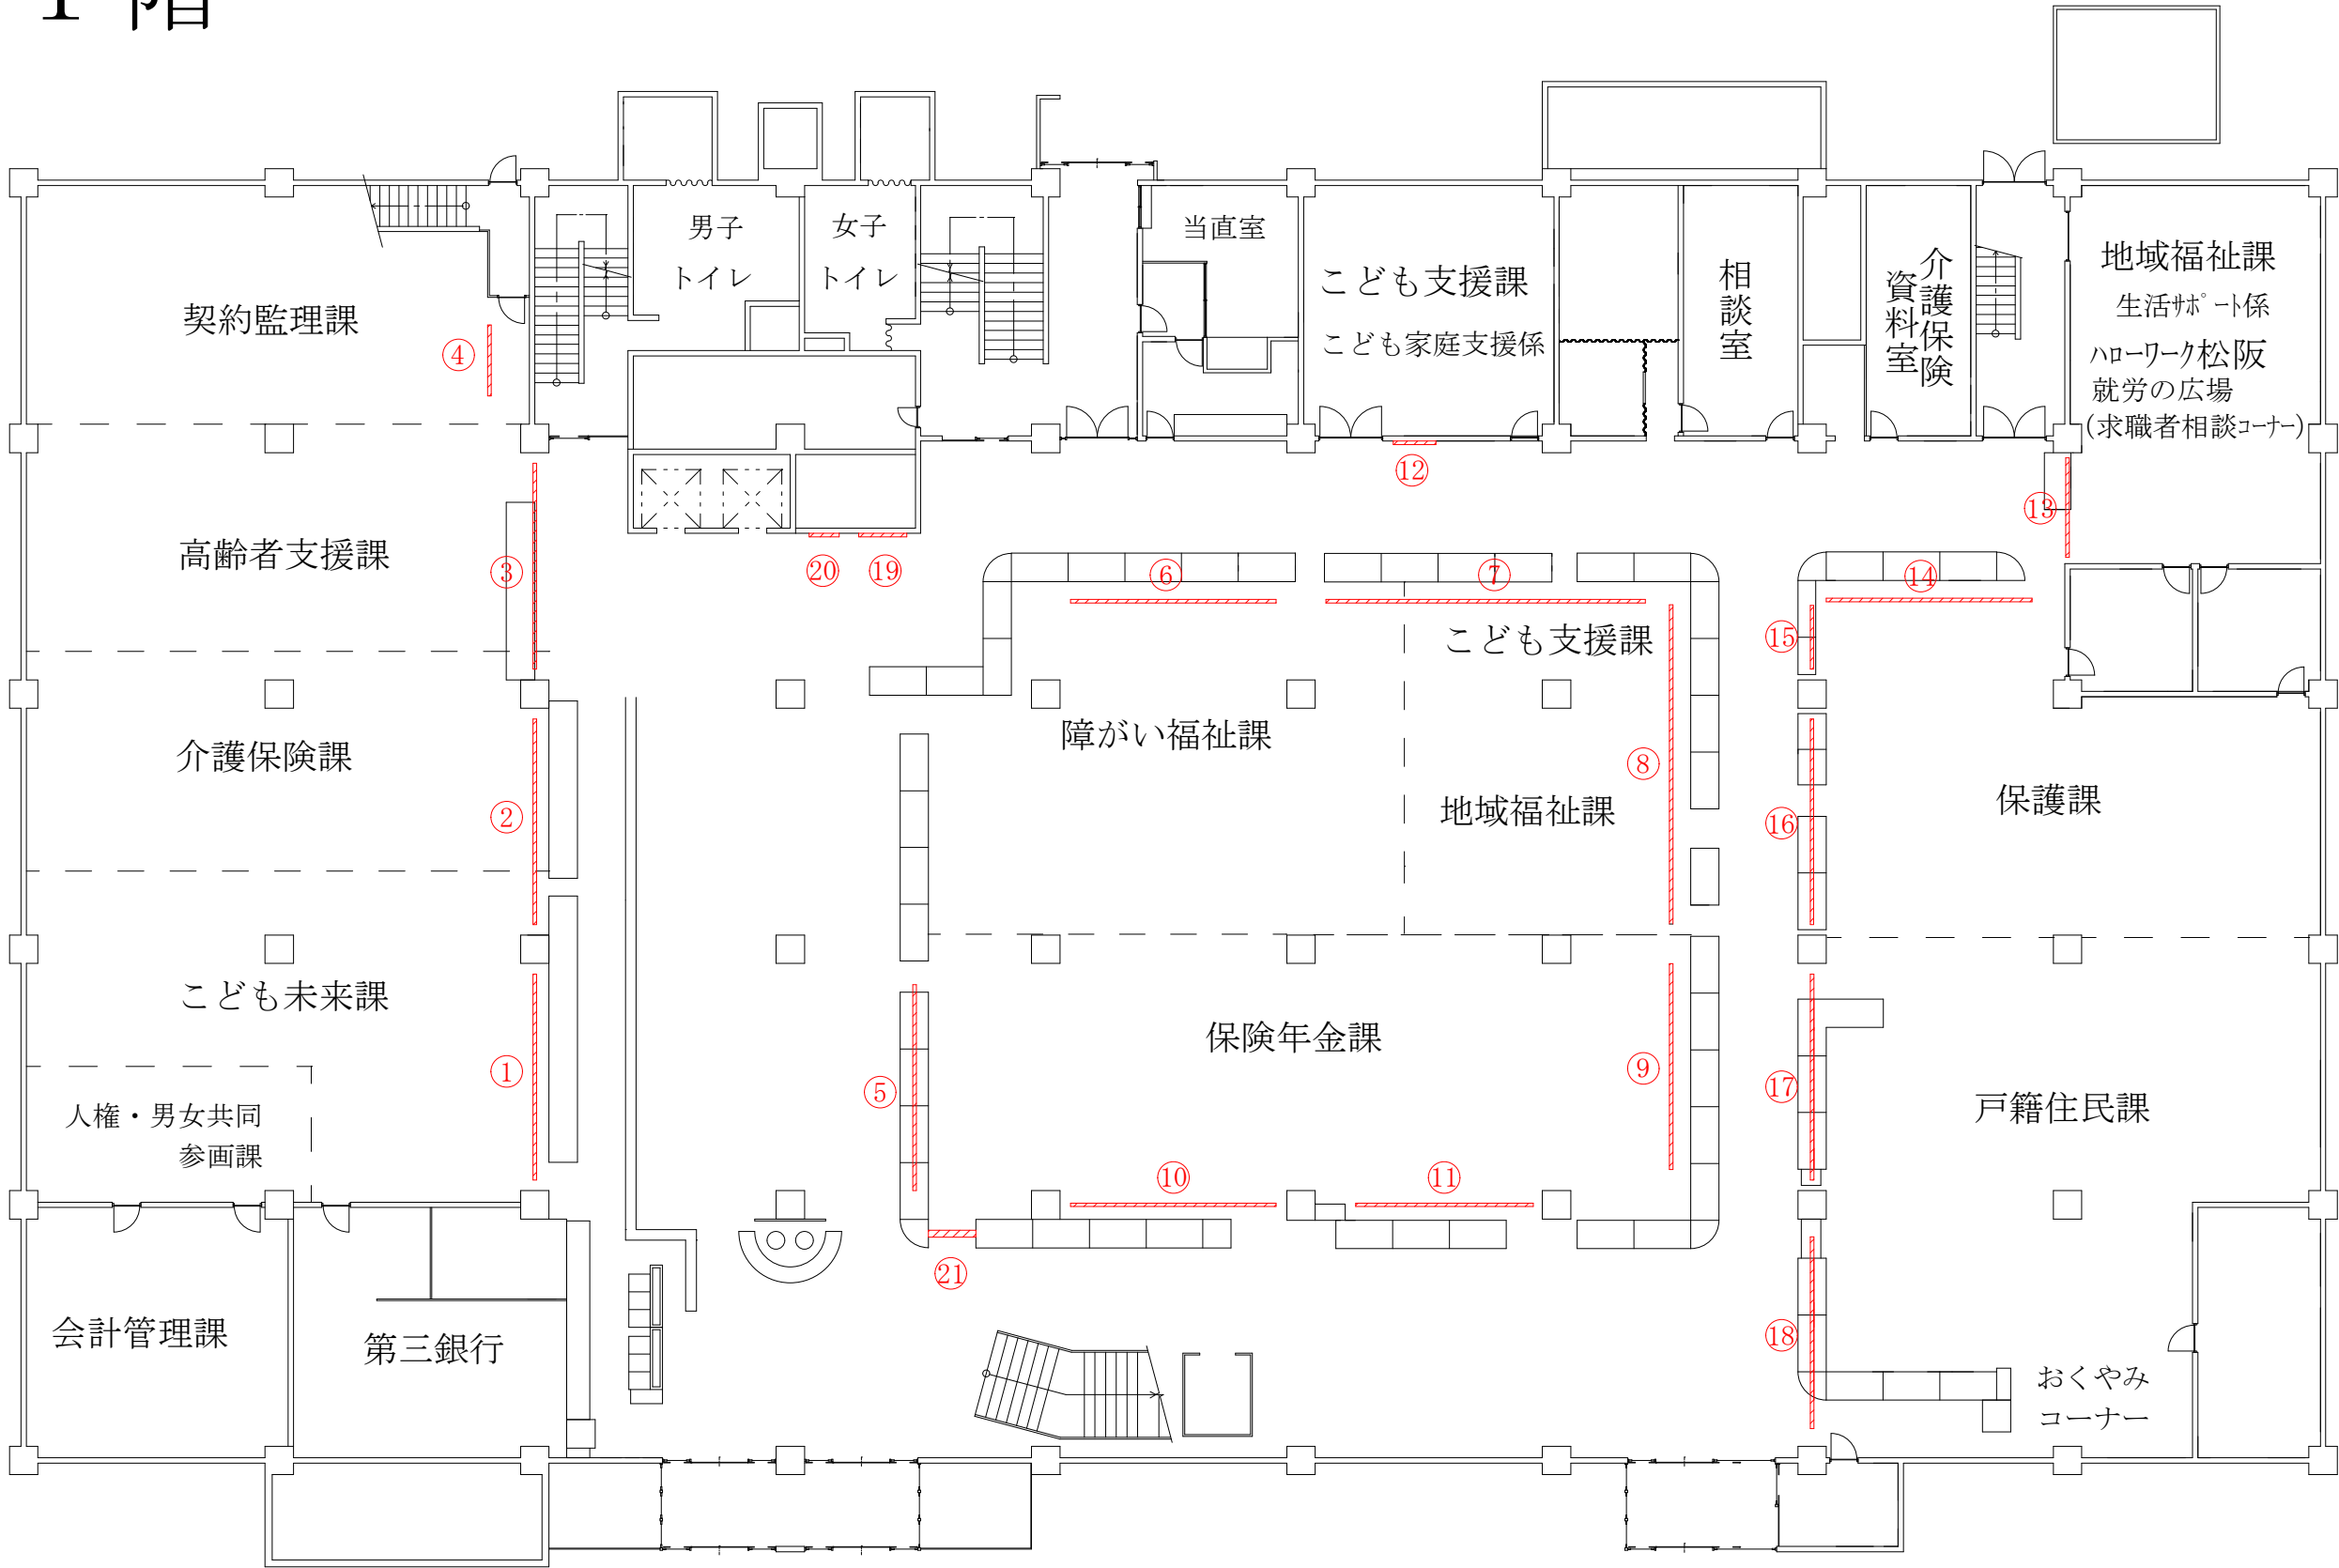 1 階
男子
トイレ
女子
トイレ
当直室
こども支援課
こども家庭支援係
相談室
介護保険
資料室
地域福祉課
生活サポート係
ハローワーク松阪
就労の広場
(求職者相談コーナー)
契約監理課
④
⑫
⑬
高齢者支援課
③
⑳
⑲
⑥
⑦
⑭
こども支援課
⑮
障がい福祉課
介護保険課
②
⑧
地域福祉課
⑯
保護課
こども未来課
①
⑤
保険年金課
⑨
⑰
戸籍住民課
人権・男女共同
参画課
⑩
⑪
㉑
会計管理課
第三銀行
⑱
おくやみ
コーナー